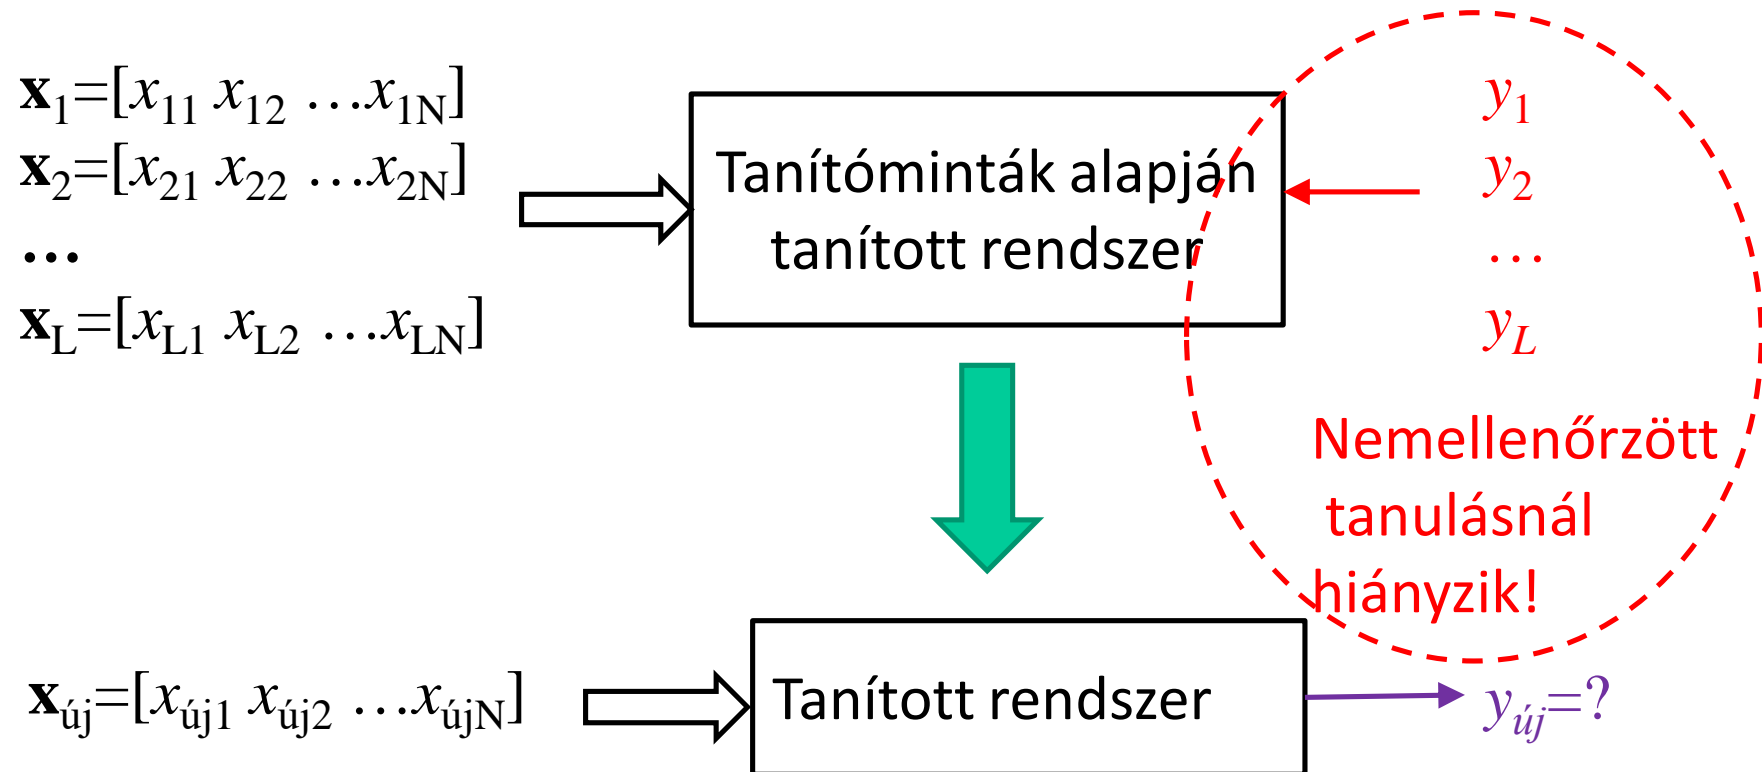 𝐱₁=[x₁₁ x₁₂ …x₁N]
𝐱₂=[x₂₁ x₂₂ …x₂N]
…
𝐱L=[xL1 xL2 …xLN]
Tanítóminták alapján
tanított rendszer
y₁
y₂
…
yL
Nemellenőrzött
tanulásnál
hiányzik!
𝐱új=[xúj1 xúj2 …xújN]
Tanított rendszer
yúj=?